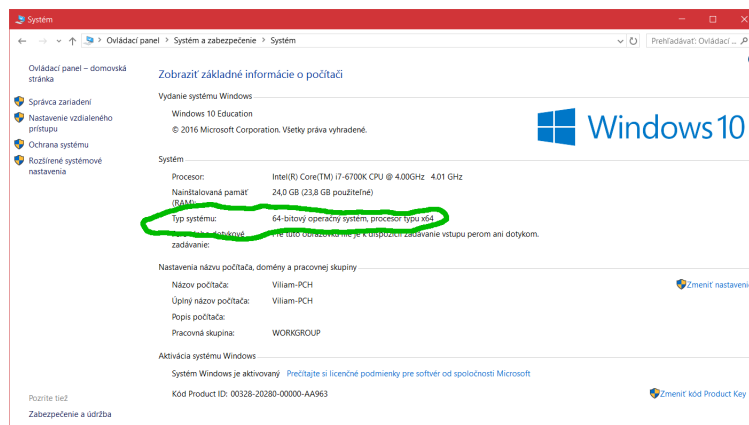 Systém
Ovládací panel > Systém a zabezpečenie > Systém
Prehľadávať: Ovládací ...
Ovládací panel – domovská
stránka
Správca zariadení
Nastavenie vzdialeného
prístupu
Ochrana systému
Rozšírené systémové
nastavenia
Zobraziť základné informácie o počítači
Vydanie systému Windows
Windows 10 Education
© 2016 Microsoft Corporation. Všetky práva vyhradené.
Windows 10
Systém
Procesor: Intel(R) Core(TM) i7-6700K CPU @ 4.00GHz 4.01 GHz
Nainštalovaná pamäť 24,0 GB (23,8 GB použiteľné)
(RAM):
Typ systému: 64-bitový operačný systém, procesor typu x64
dotykové Pre túto obrazovku nie je k dispozícii zadávanie vstupu perom ani dotykom.
zadávanie:
Nastavenia názvu počítača, domény a pracovnej skupiny
Názov počítača: Viliam-PCH
Zmeniť nastavenie
Úplný názov počítača: Viliam-PCH
Popis počítača:
Pracovná skupina: WORKGROUP
Aktivácia systému Windows
Systém Windows je aktivovaný Prečítajte si licenčné podmienky pre softvér od spoločnosti Microsoft
Kód Product ID: 00328-20280-00000-AA963
Zmeniť kód Product Key
Pozrite tiež
Zabezpečenie a údržba